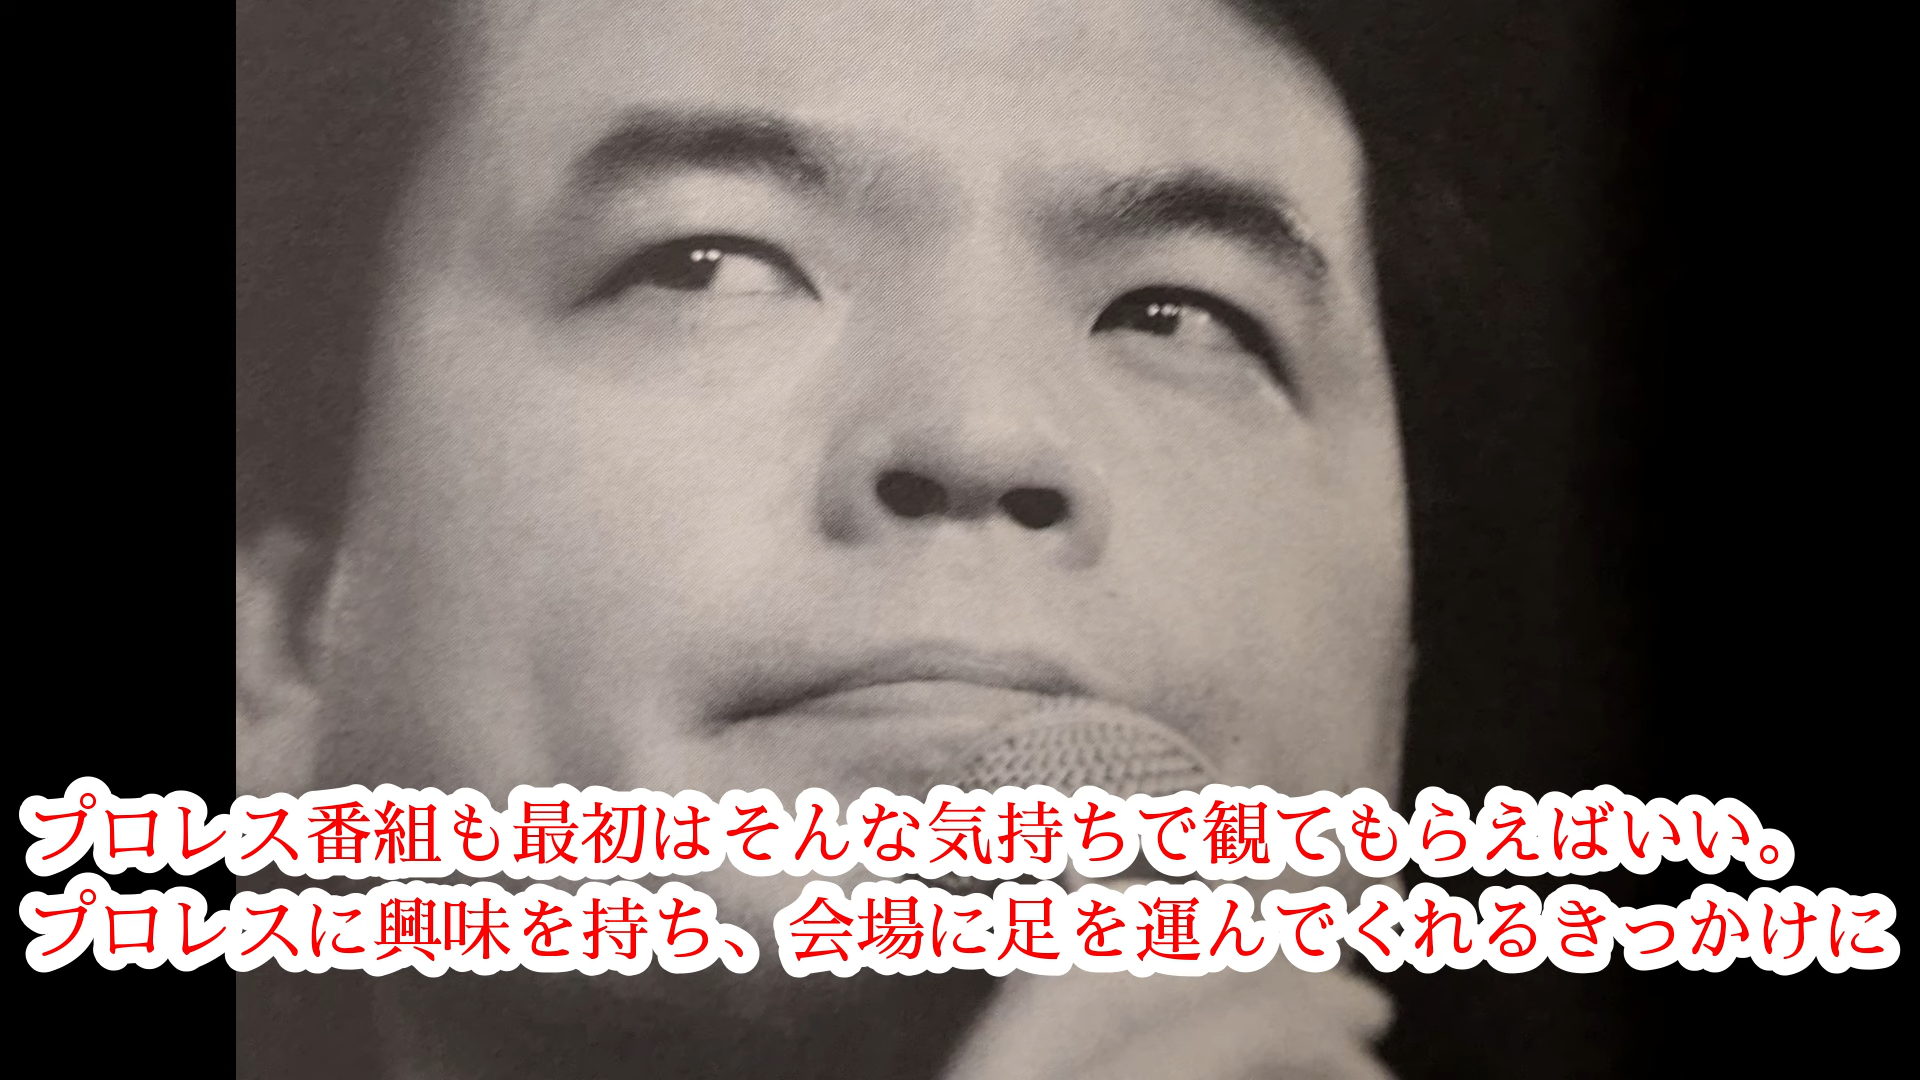 プロレス番組も最初はそんな気持ちで観てもらえばいい。
プロレスに興味を持ち、会場に足を運んでくれるきっかけに